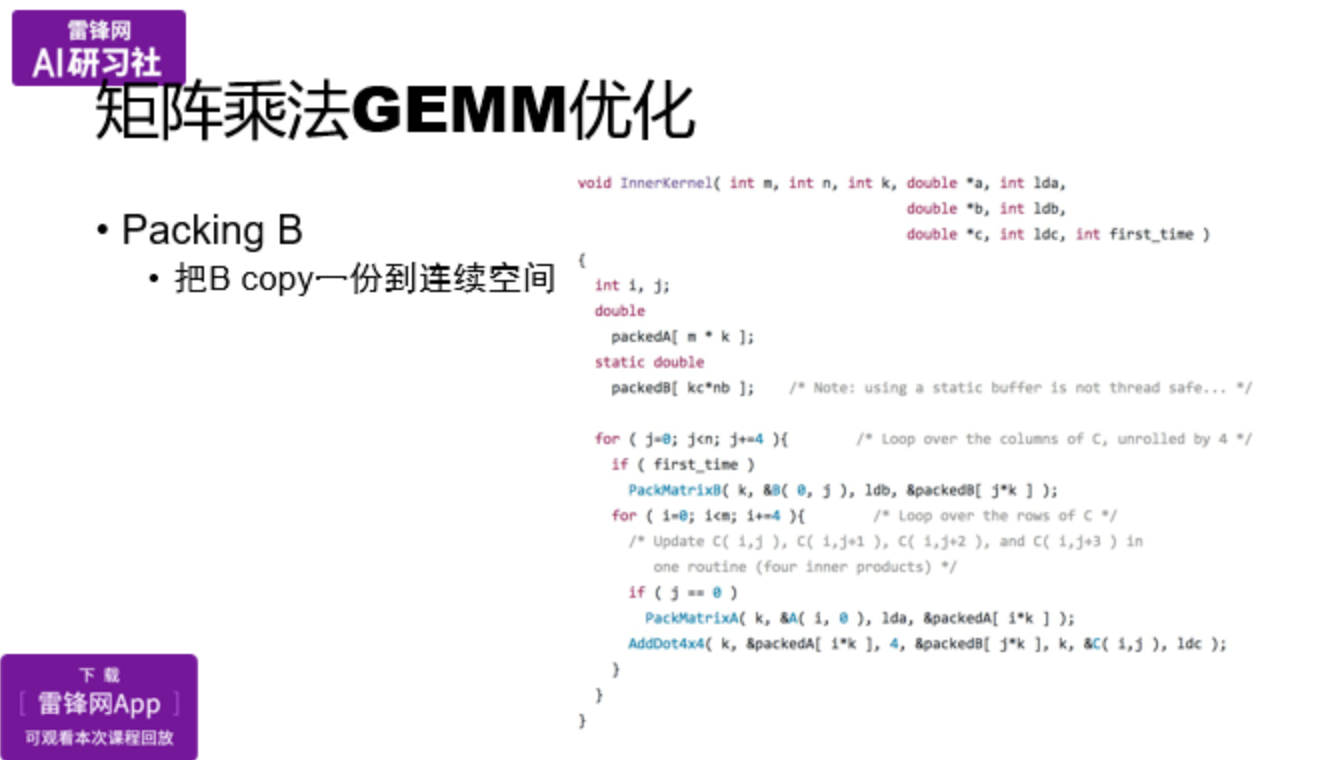 雷锋网
AI研习社
矩阵乘法GEMM优化
• Packing B
• 把B copy一份到连续空间
void InnerKernel( int m, int n, int k, double *a, int lda,
double *b, int ldb,
double *c, int ldc, int first_time )
{
int i, j;
double
packedA[ m * k ];
static double
packedB[ kc*nb ]; /* Note: using a static buffer is not thread safe... */
for ( j=0; j<n; j+=4 ){ /* Loop over the columns of C, unrolled by 4 */
if ( first_time )
PackMatrixB( k, &B( 0, j ), ldb, &packedB[ j*k ] );
for ( i=0; i<m; i+=4 ){ /* Loop over the rows of C */
/* Update C( i,j ), C( i,j+1 ), C( i,j+2 ), and C( i,j+3 ) in
one routine (four inner products) */
if ( j == 0 )
PackMatrixA( k, &A( i, 0 ), lda, &packedA[ i*k ] );
AddDot4x4( k, &packedA[ i*k ], 4, &packedB[ j*k ], k, &C( i,j ), ldc );
}
}
}
下 载
[ 雷锋网App ]
可观看本次课程回放